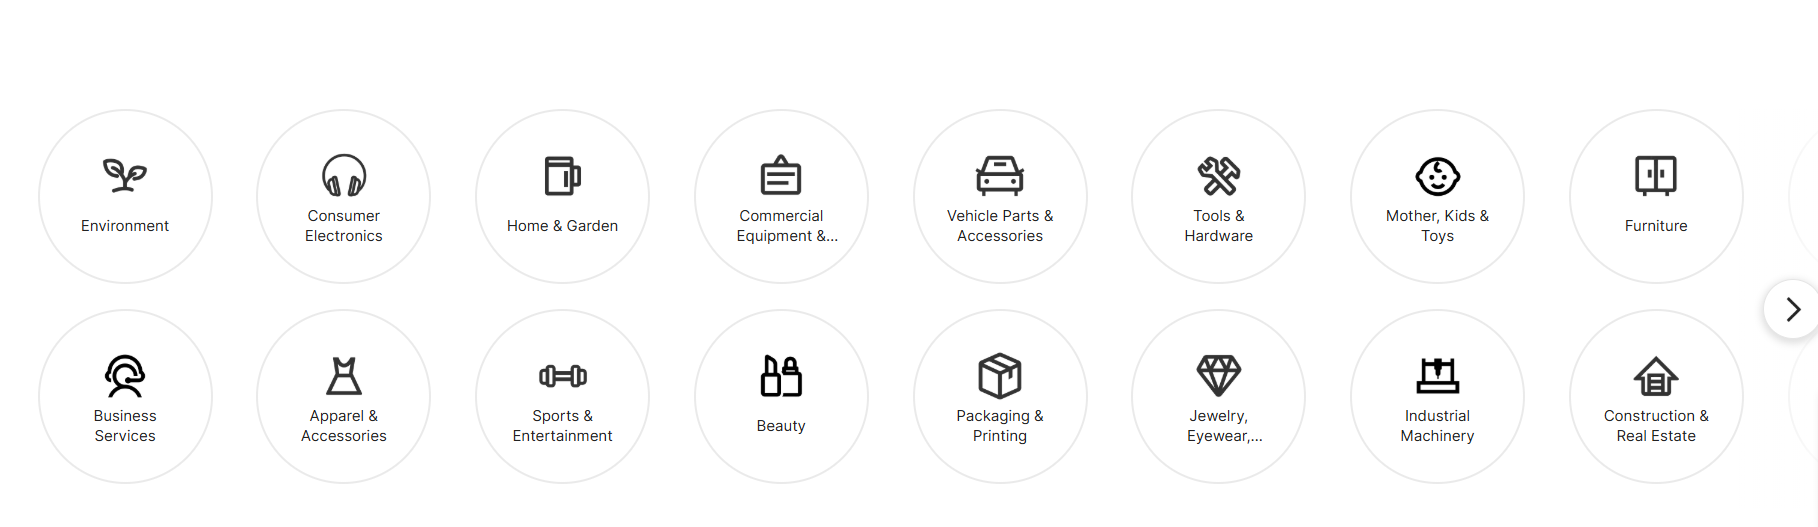 Environment
Consumer
Electronics
Home & Garden
Commercial
Equipment &...
Vehicle Parts &
Accessories
Tools &
Hardware
Mother, Kids &
Toys
Furniture
Business
Services
Apparel &
Accessories
Sports &
Entertainment
Beauty
Packaging &
Printing
Jewelry,
Eyewear,...
Industrial
Machinery
Construction &
Real Estate